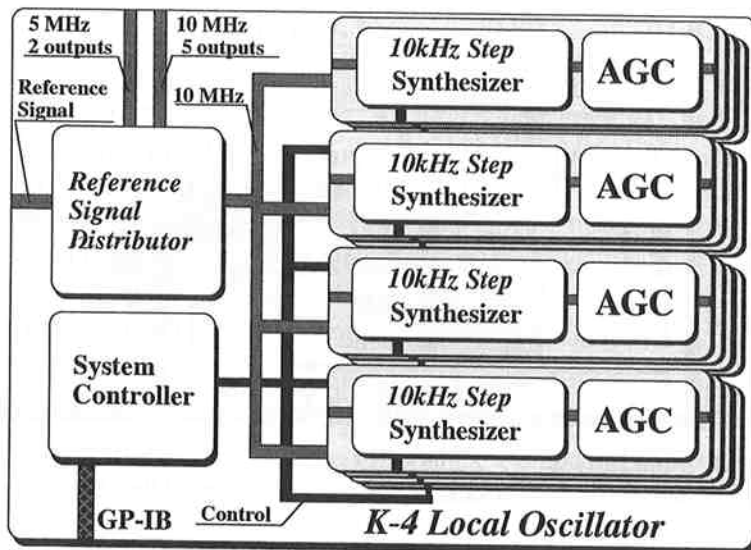 5 MHz
2 outputs
10 MHz
5 outputs
Reference
Signal
10 MHz
Reference
Signal
Distributor
System
Controller
GP-IB
Control
10kHz Step
Synthesizer
AGC
10kHz Step
Synthesizer
AGC
10kHz Step
Synthesizer
AGC
10kHz Step
Synthesizer
AGC
K-4 Local Oscillator